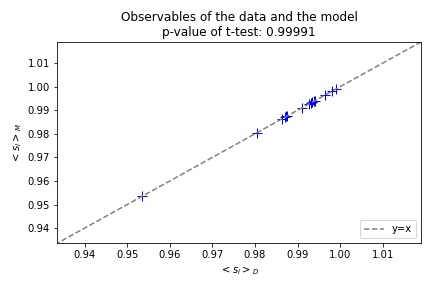 Observables of the data and the model
p-value of t-test: 0.99991
1.01
1.00
0.99
0.98
0.97
0.96
0.95
0.94
< s_i >_M
y=x
0.94 0.95 0.96 0.97 0.98 0.99 1.00 1.01
< s_i >_D